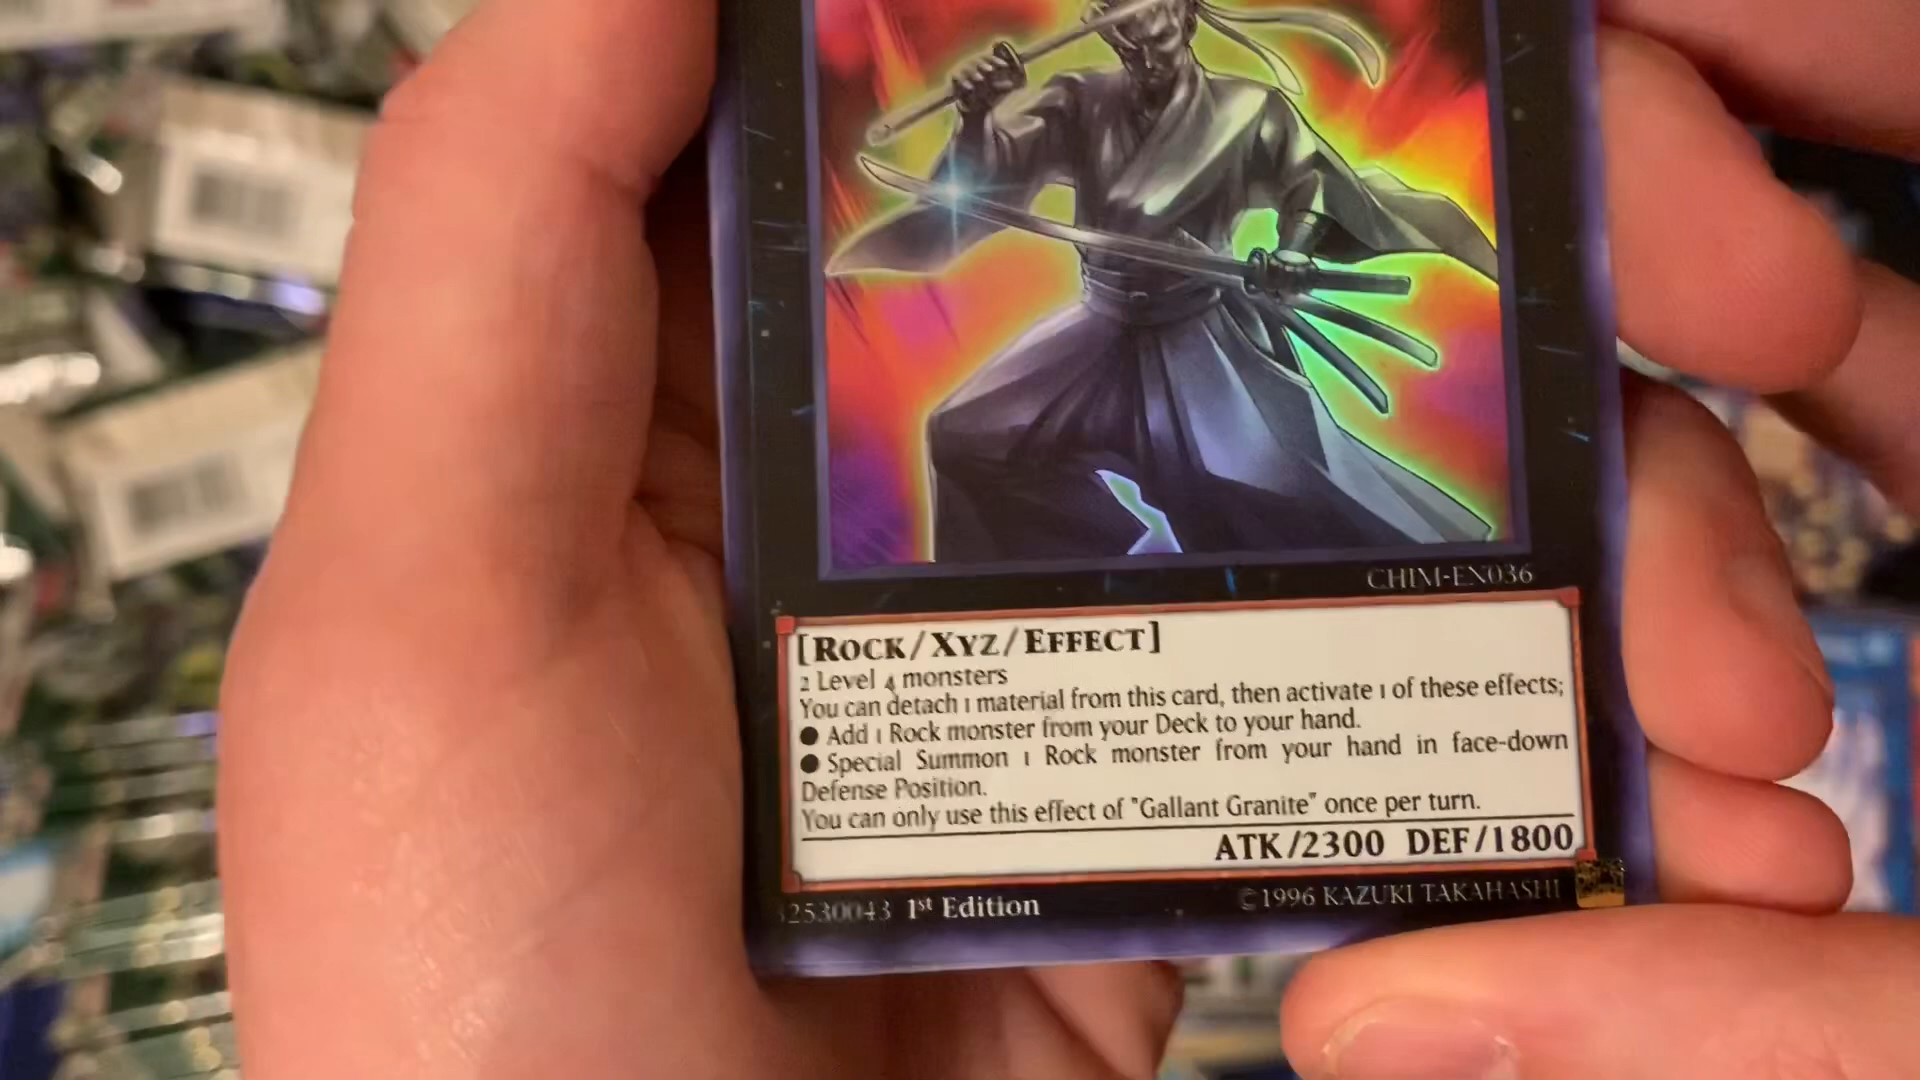 CHIM-EN036
[ROCK/XYZ/EFFECT]
2 Level 4 monsters
You can detach 1 material from this card, then activate 1 of these effects;
● Add 1 Rock monster from your Deck to your hand.
● Special Summon 1 Rock monster from your hand in face-down
Defense Position.
You can only use this effect of "Gallant Granite" once per turn.
ATK/2300 DEF/1800
1st Edition
©1996 KAZUKI TAKAHASHI